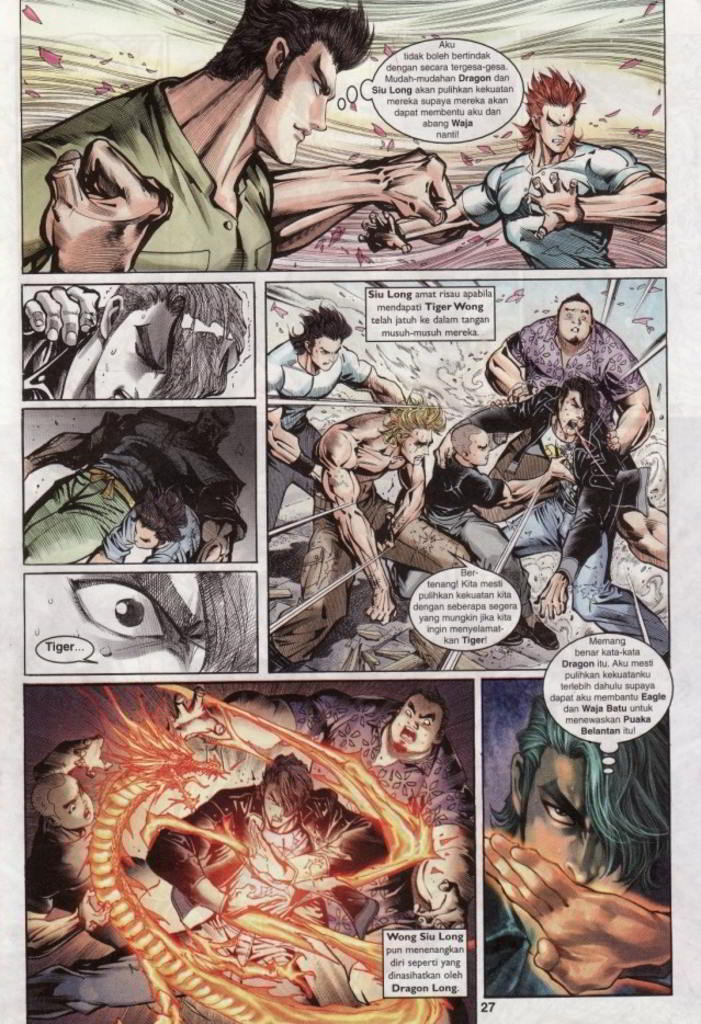 Aku
tidak boleh bertindak
dengan secara tergesa-gesa.
Mudah-mudahan Dragon dan
Siu Long akan pulihkan kekuatan
mereka supaya mereka akan
dapat membentu aku dan
abang Waja
nanti!
Siu Long amat risau apabila
mendapati Tiger Wong
telah jatuh ke dalam tangan
musuh-musuh mereka.
Tiger...
Ber-
tenang! Kita mesti
pulihkan kekuatan kita
dengan seberapa segera
yang mungkin jika kita
ingin menyelamat-
kan Tiger!
Memang
benar kata-kata
Dragon itu. Aku mesti
pulihkan kekuatanku
terlebih dahulu supaya
dapat aku membantu Eagle
dan Waja Batu untuk
menewaskan Puaka
Belantan itu!
Wong Siu Long
pun menenangkan
diri seperti yang
dinasihatkan oleh
Dragon Long.
27